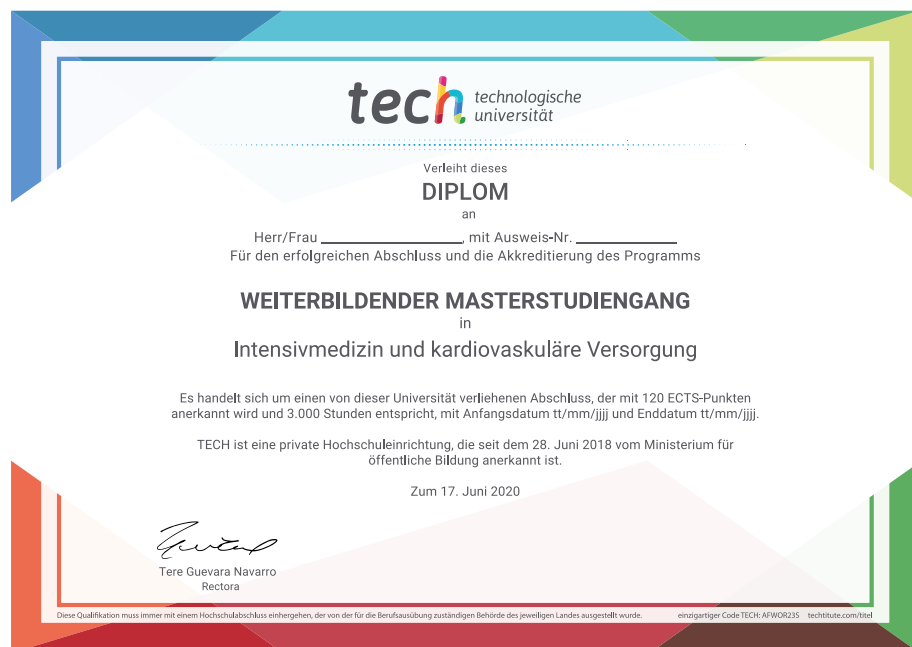 tech technologische
universität
Verleiht dieses
DIPLOM
an
Herr/Frau ____________________, mit Ausweis-Nr. ______________
Für den erfolgreichen Abschluss und die Akkreditierung des Programms
WEITERBILDENDER MASTERSTUDIENGANG
in
Intensivmedizin und kardiovaskuläre Versorgung
Es handelt sich um einen von dieser Universität verliehenen Abschluss, der mit 120 ECTS-Punkten
anerkannt wird und 3.000 Stunden entspricht, mit Anfangsdatum tt/mm/jjjj und Enddatum tt/mm/jjjj.
TECH ist eine private Hochschuleinrichtung, die seit dem 28. Juni 2018 vom Ministerium für
öffentliche Bildung anerkannt ist.
Zum 17. Juni 2020
Tere Guevara Navarro
Rectora
Diese Qualifikation muss immer mit einem Hochschulabschluss einhergehen, der von der für die Berufsausübung zuständigen Behörde des jeweiligen Landes ausgestellt wurde. einzigartiger Code TECH: AFWOR23S techtitute.com/titel